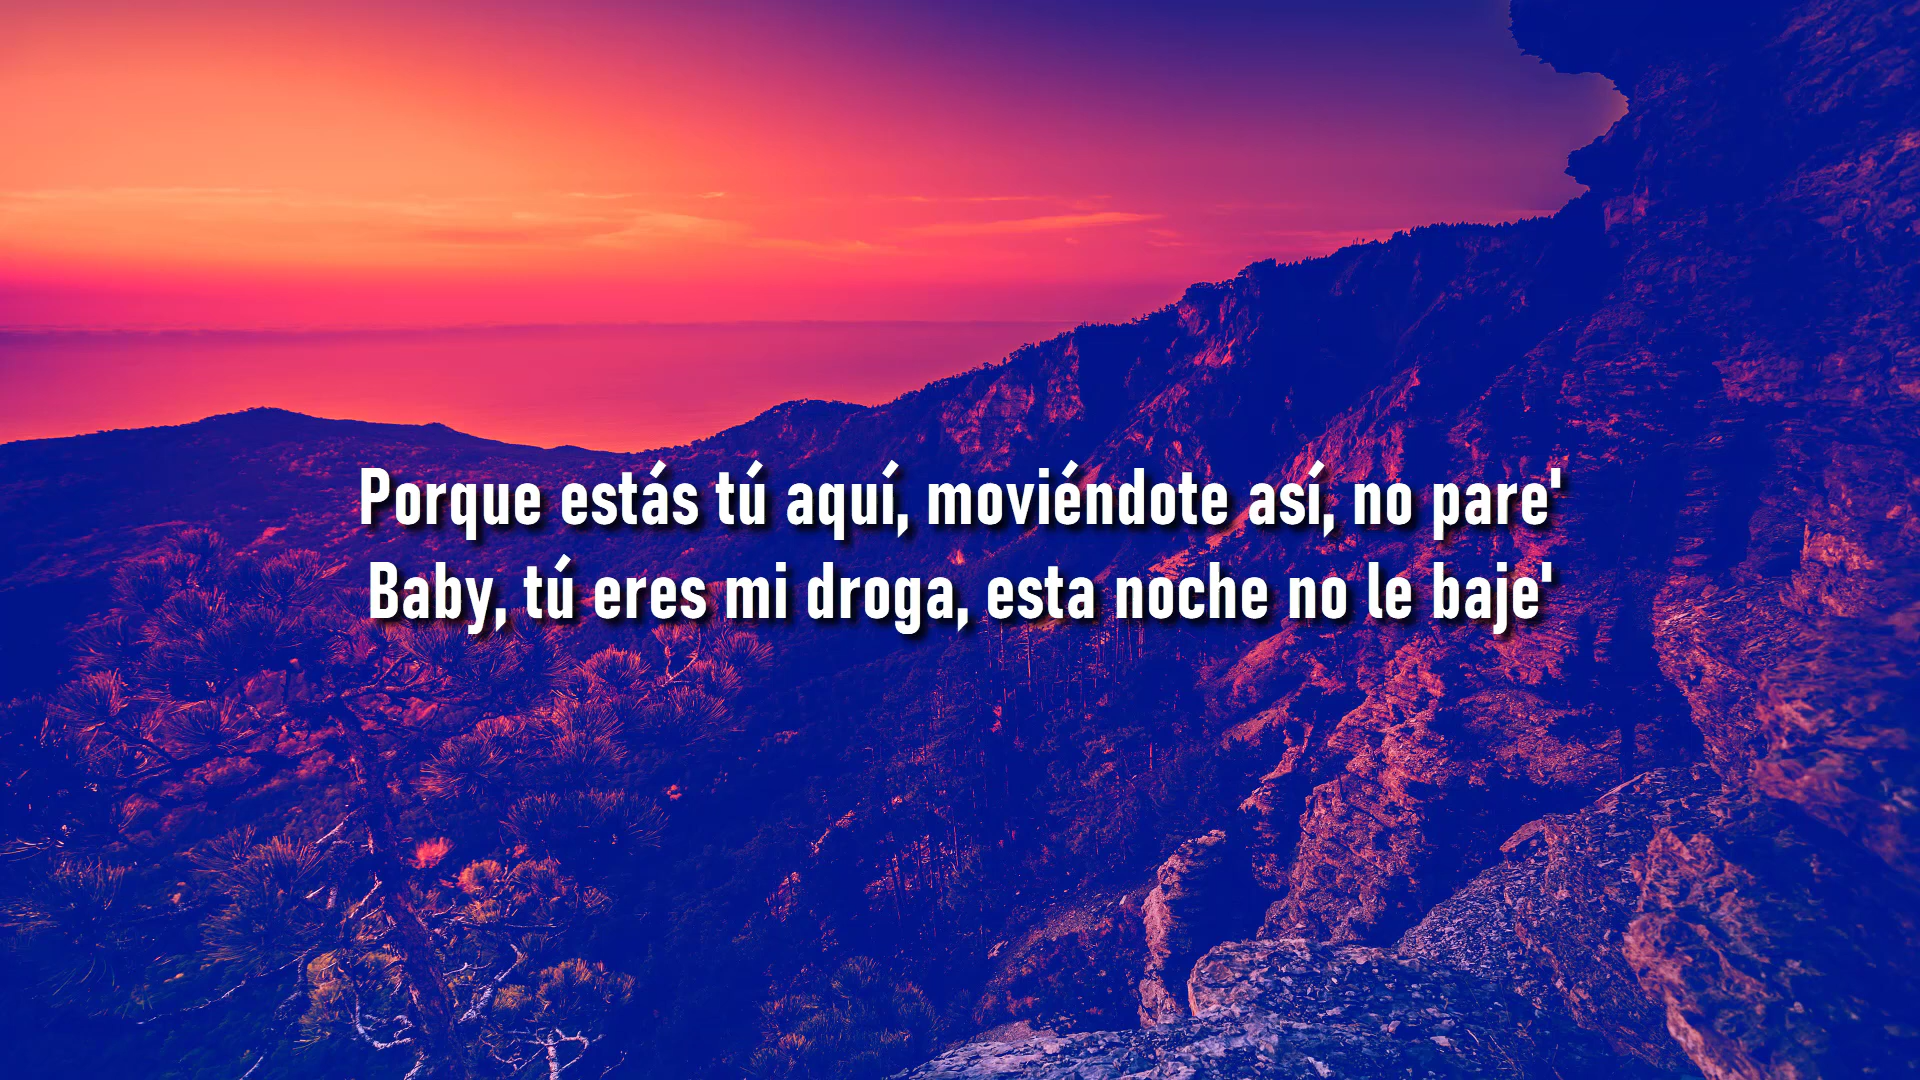 Porque estás tú aquí, moviéndote así, no pare'
Baby, tú eres mi droga, esta noche no le baje'